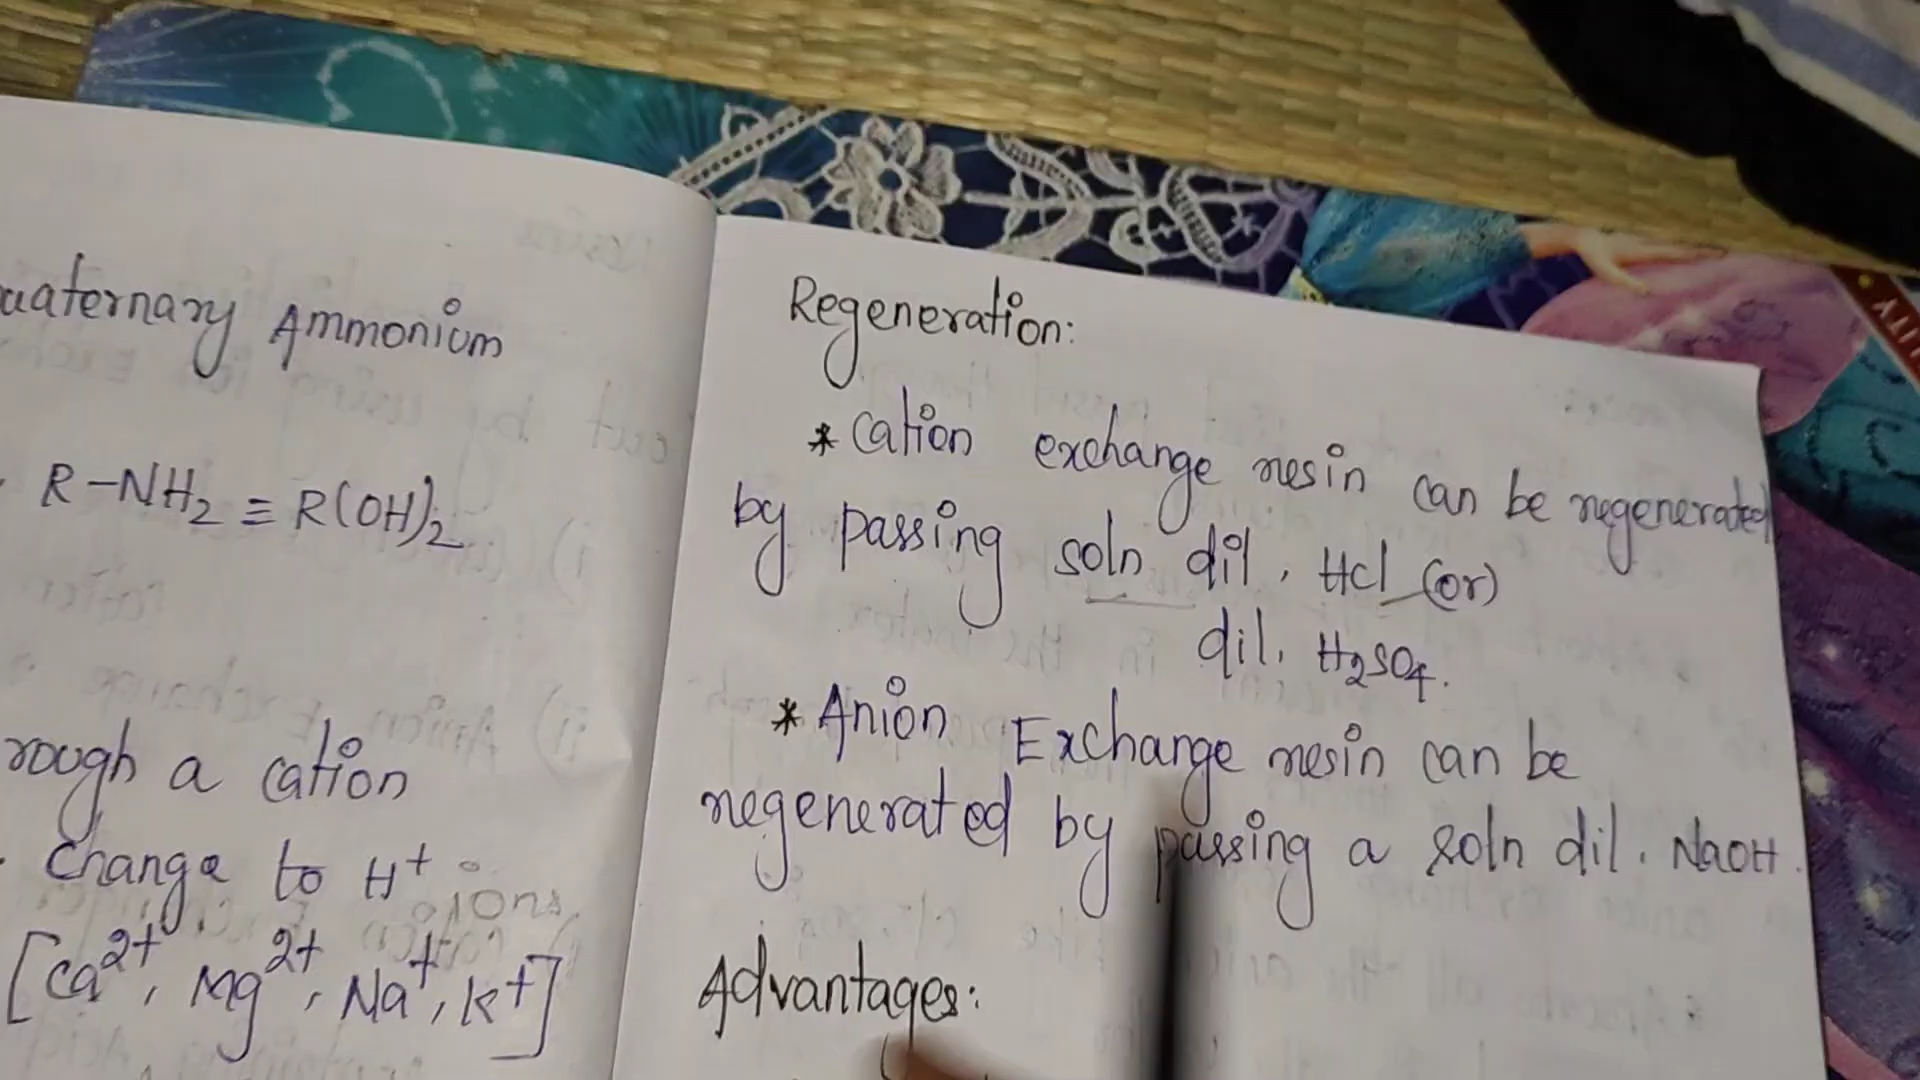 uaternary Ammonium
R-NH₂ ≡ R(OH)₂
rough a cation
change to H⁺
ions
[Ca²⁺, Mg²⁺, Na⁺, K⁺]
Regeneration:
* Cation exchange resin can be regenerated
by passing soln dil. HCl (or)
dil. H₂SO₄.
* Anion Exchange resin can be
regenerated by passing a soln dil. NaOH.
Advantages: